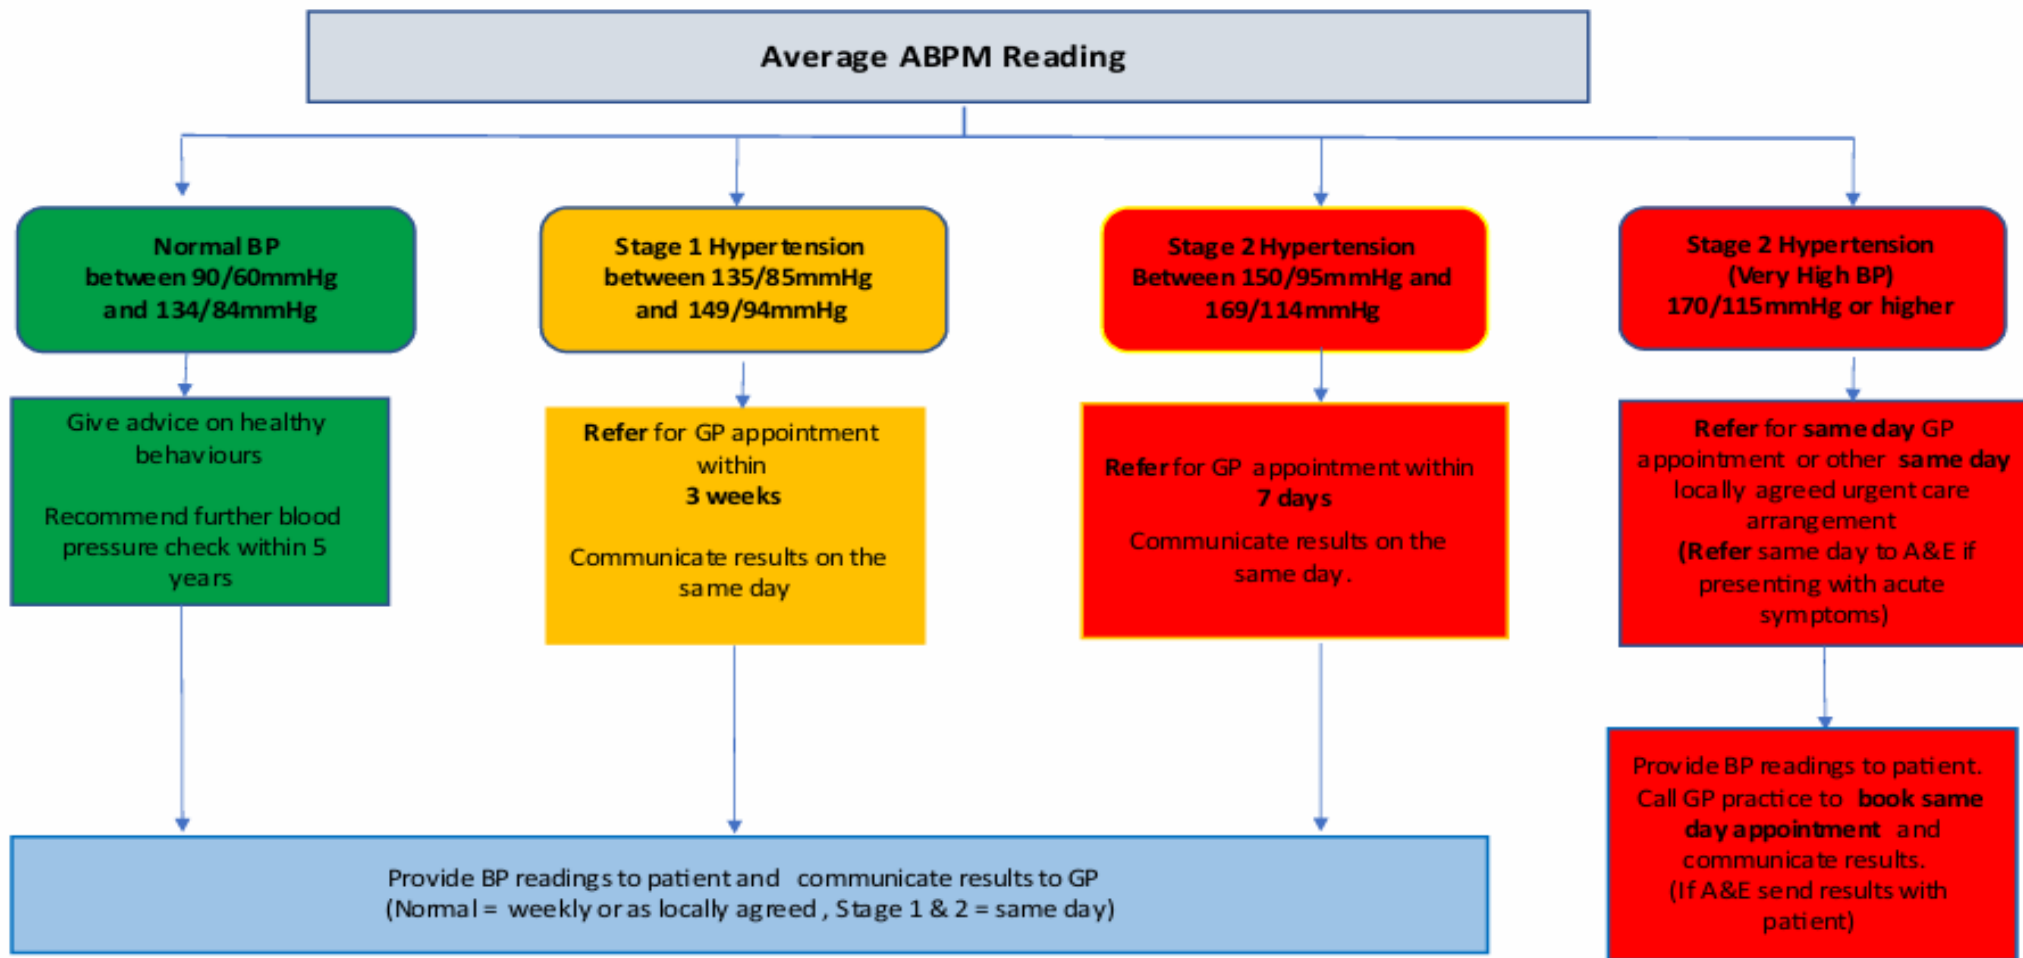 Average ABPM Reading
Normal BP
between 90/60mmHg
and 134/84mmHg
Stage 1 Hypertension
between 135/85mmHg
and 149/94mmHg
Stage 2 Hypertension
Between 150/95mmHg and
169/114mmHg
Stage 2 Hypertension
(Very High BP)
170/115mmHg or higher
Give advice on healthy
behaviours
Recommend further blood
pressure check within 5
years
Refer for GP appointment
within
3 weeks
Communicate results on the
same day
Refer for GP appointment within
7 days
Communicate results on the
same day.
Refer for same day GP
appointment or other same day
locally agreed urgent care
arrangement
(Refer same day to A&E if
presenting with acute
symptoms)
Provide BP readings to patient and communicate results to GP
(Normal = weekly or as locally agreed , Stage 1 & 2 = same day)
Provide BP readings to patient.
Call GP practice to book same
day appointment and
communicate results.
(If A&E send results with
patient)